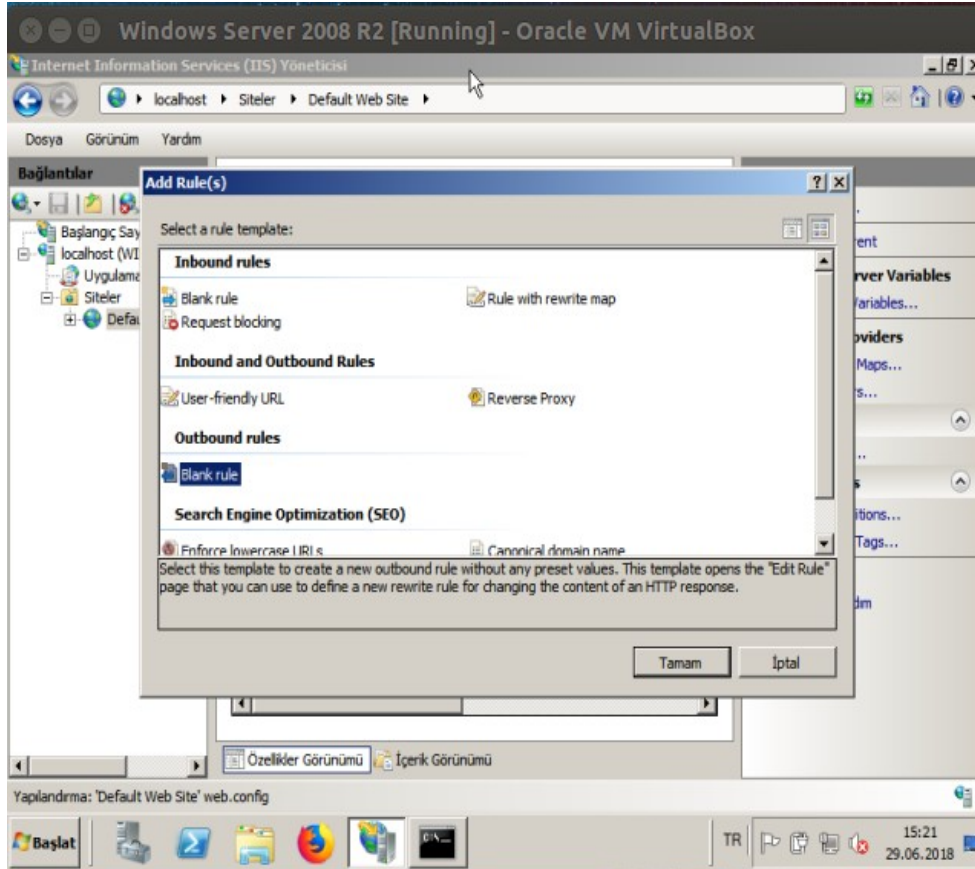 Windows Server 2008 R2 [Running] - Oracle VM VirtualBox
Internet Information Services (IIS) Yöneticisi
localhost Siteler Default Web Site
Dosya Görünüm Yardım
Bağlantılar
Add Rule(s)
Select a rule template:
Başlangıç Say
localhost (WI
Uygulama
Siteler
Defau
Inbound rules
Blank rule
Rule with rewrite map
Request blocking
Inbound and Outbound Rules
User-friendly URL
Reverse Proxy
Outbound rules
Blank rule
Search Engine Optimization (SEO)
Enforce lowercase URLs
Canonical domain name
Select this template to create a new outbound rule without any preset values. This template opens the "Edit Rule"
page that you can use to define a new rewrite rule for changing the content of an HTTP response.
Tamam İptal
ent
rver Variables
Variables...
oviders
Maps...
s...
itions...
Tags...
dım
Özellikler Görünümü İçerik Görünümü
Yapılandırma: 'Default Web Site' web.config
Başlat
TR
15:21
29.06.2018